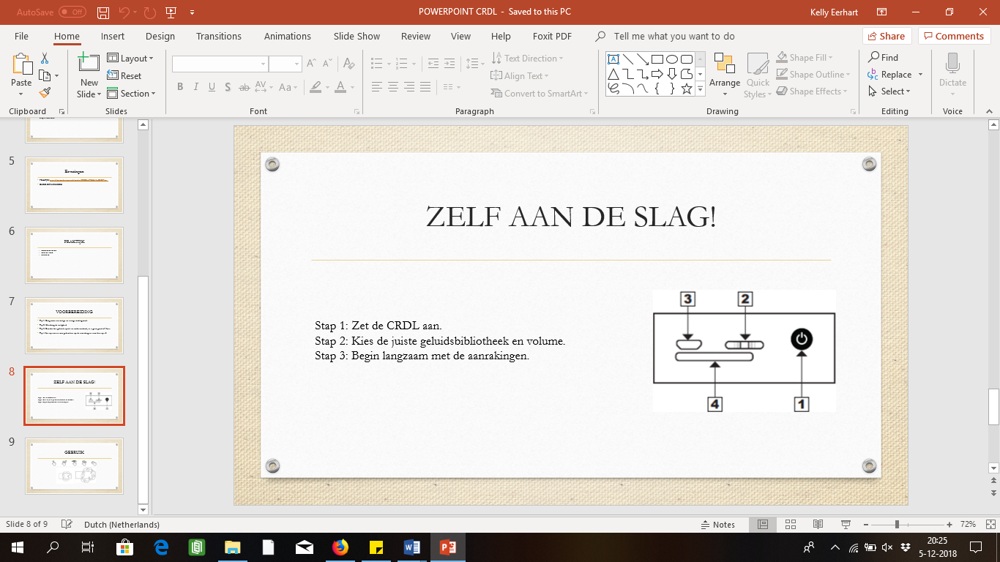 AutoSave Off
POWERPOINT CRDL - Saved to this PC
Kelly Eerhart
File Home Insert Design Transitions Animations Slide Show Review View Help Foxit PDF Tell me what you want to do Share Comments
Paste
New Slide
Layout
Reset
Section
Text Direction
Align Text
Convert to SmartArt
Arrange
Quick Styles
Shape Fill
Shape Outline
Shape Effects
Find
Replace
Select
Dictate
Clipboard Slides Font Paragraph Drawing Editing Voice
5
Ervaringen
6
PRAKTIJK
7
VOORBEREIDING
8
ZELF AAN DE SLAG!
9
GEBRUIK
ZELF AAN DE SLAG!
Stap 1: Zet de CRDL aan.
Stap 2: Kies de juiste geluidsbibliotheek en volume.
Stap 3: Begin langzaam met de aanrakingen.
3 2
4 1
Slide 8 of 9 Dutch (Netherlands) Notes 72%
20:25
5-12-2018